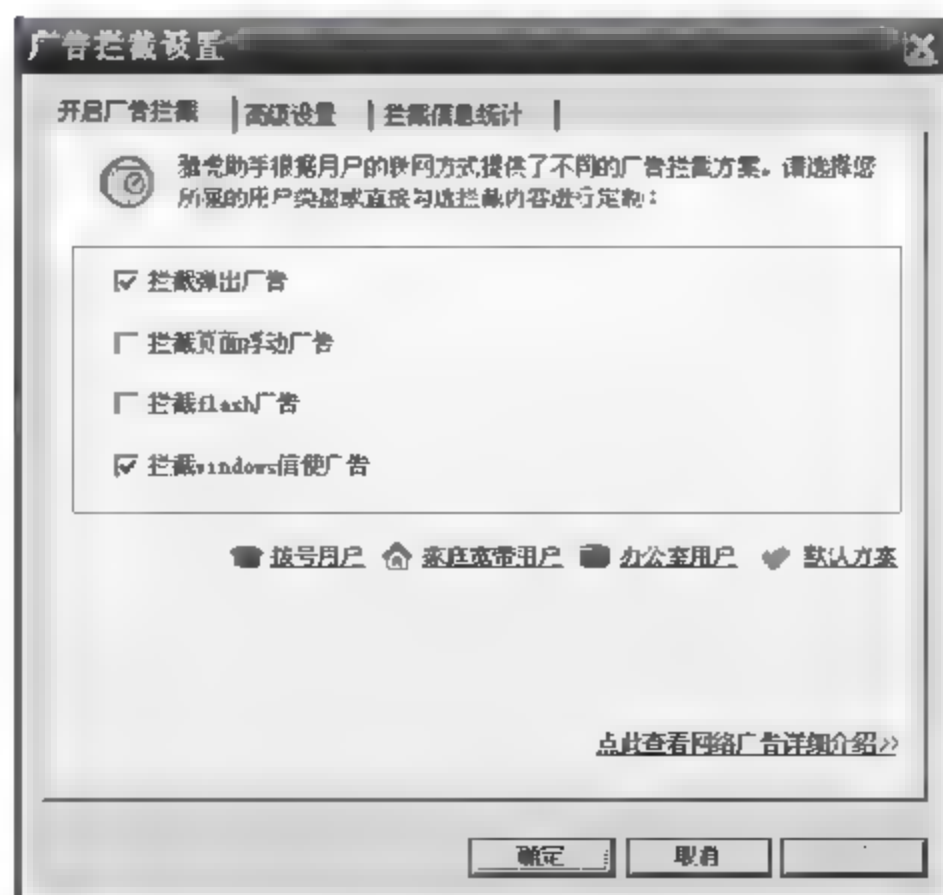 广告拦截设置
开启广告拦截 高级设置 拦截信息统计
雅虎助手根据用户的联网方式提供了不同的广告拦截方案。请选择您
所属的用户类型或直接勾选拦截内容进行定制：
拦截弹出广告
拦截页面浮动广告
拦截flash广告
拦截windows信使广告
拨号用户 家庭宽带用户 办公室用户 默认方案
点此查看网络广告详细介绍>>
确定 取消